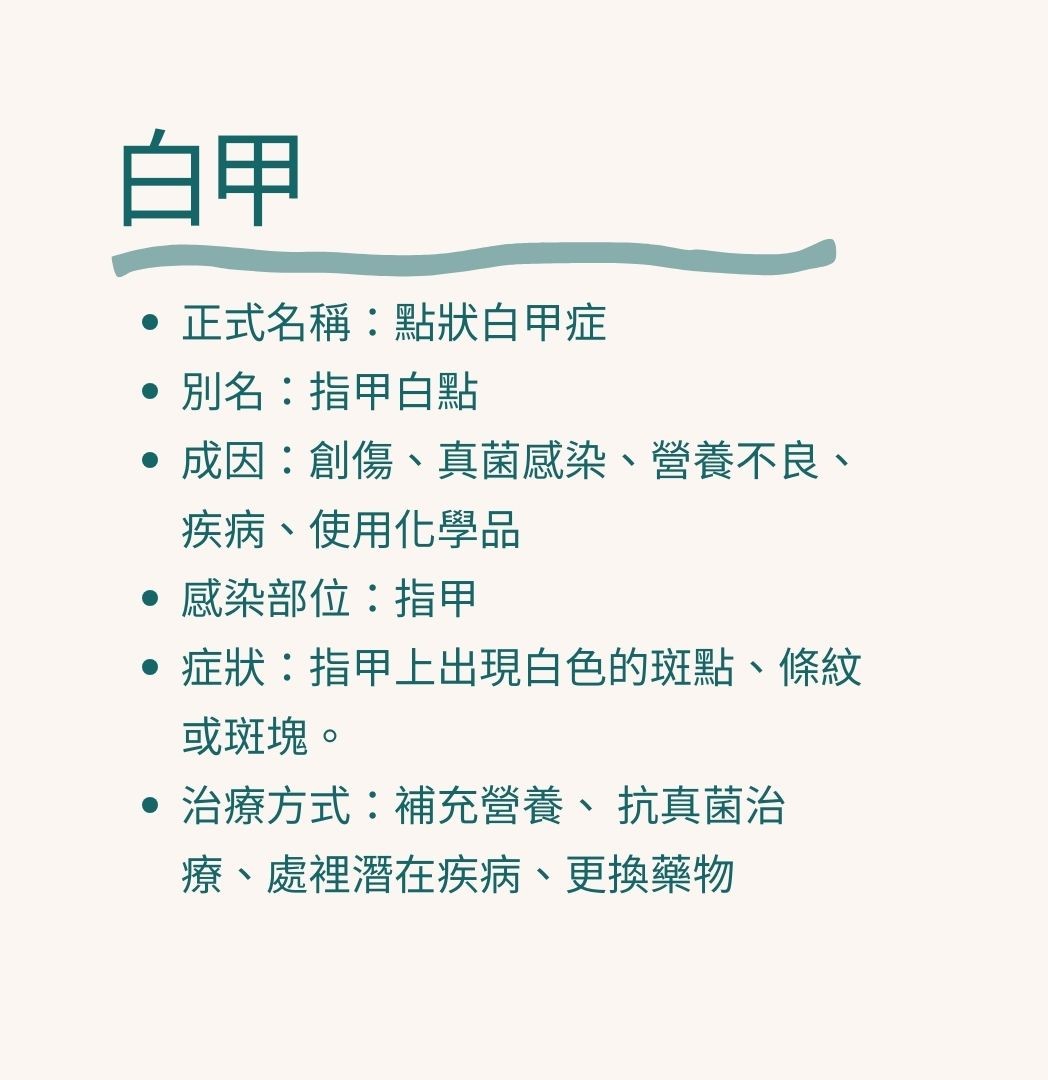 白甲
正式名稱：點狀白甲症
別名：指甲白點
成因：創傷、真菌感染、營養不良、
疾病、使用化學品
感染部位：指甲
症狀：指甲上出現白色的斑點、條紋
或斑塊。
治療方式：補充營養、 抗真菌治
療、處裡潛在疾病、更換藥物